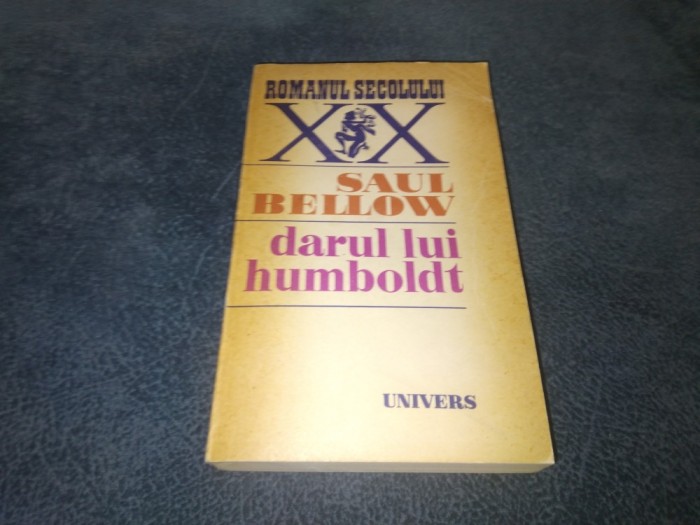 ROMANUL SECOLULUI
XX
SAUL
BELLOW
darul lui
humboldt
UNIVERS